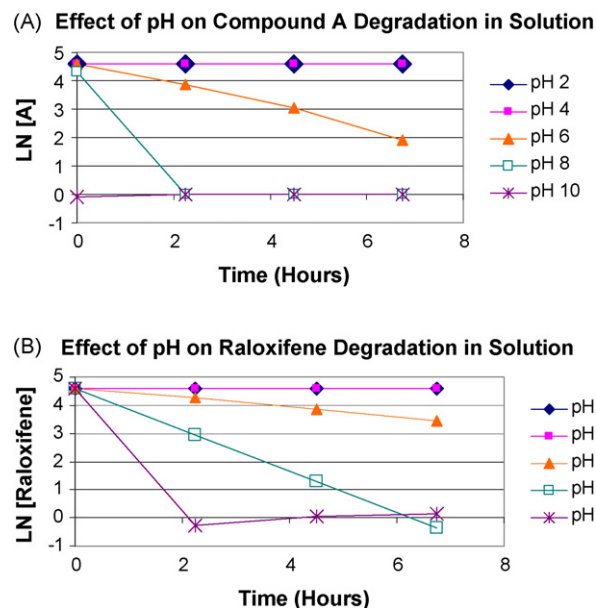 (A) Effect of pH on Compound A Degradation in Solution
LN [A]
5
4
3
2
1
0
-1
0 2 4 6 8
Time (Hours)
pH 2
pH 4
pH 6
pH 8
pH 10
(B) Effect of pH on Raloxifene Degradation in Solution
LN [Raloxifene]
5
4
3
2
1
0
-1
0 2 4 6 8
Time (Hours)
pH
pH
pH
pH
pH